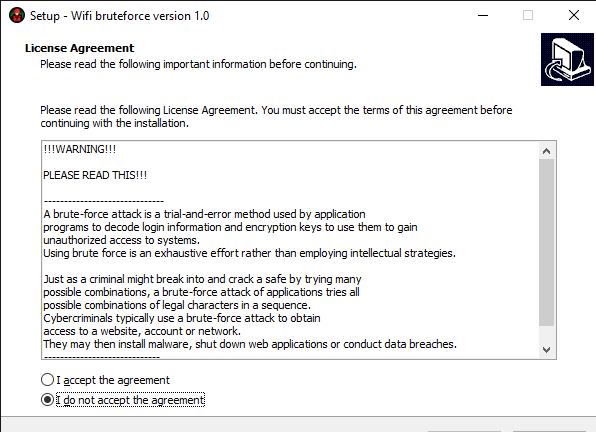 Setup - Wifi bruteforce version 1.0
License Agreement
Please read the following important information before continuing.
Please read the following License Agreement. You must accept the terms of this agreement before
continuing with the installation.
!!!WARNING!!!
PLEASE READ THIS!!!
------------------------------
A brute-force attack is a trial-and-error method used by application
programs to decode login information and encryption keys to use them to gain
unauthorized access to systems.
Using brute force is an exhaustive effort rather than employing intellectual strategies.
Just as a criminal might break into and crack a safe by trying many
possible combinations, a brute-force attack of applications tries all
possible combinations of legal characters in a sequence.
Cybercriminals typically use a brute-force attack to obtain
access to a website, account or network.
They may then install malware, shut down web applications or conduct data breaches.
-----------------------------
I accept the agreement
I do not accept the agreement